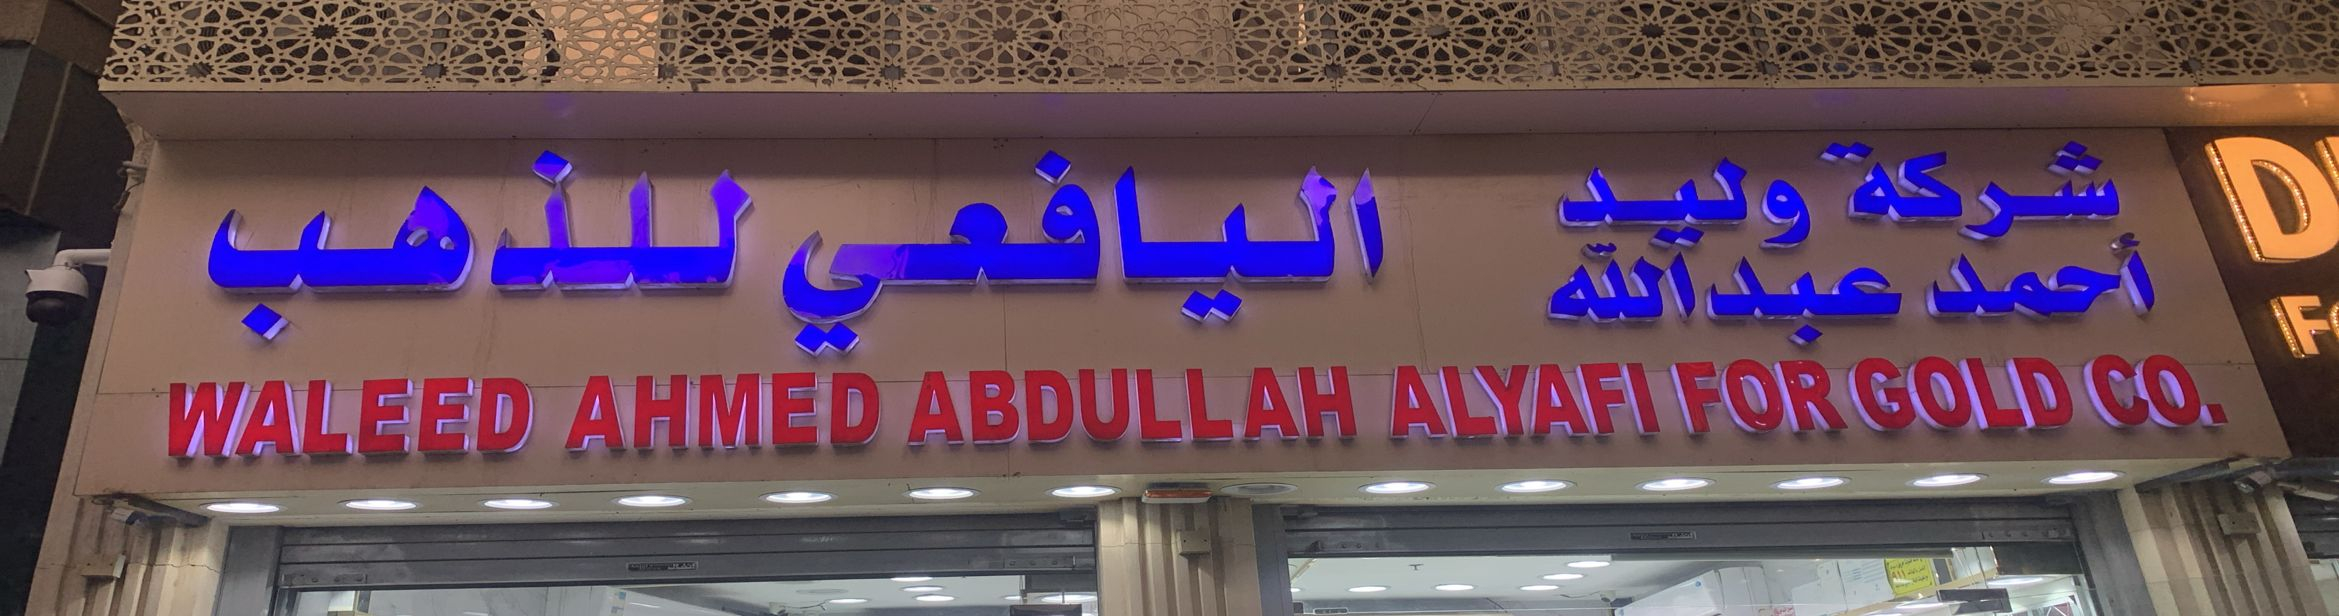 شركة وليد
أحمد عبدالله
اليافعي للذهب
WALEED AHMED ABDULLAH ALYAFI FOR GOLD CO.